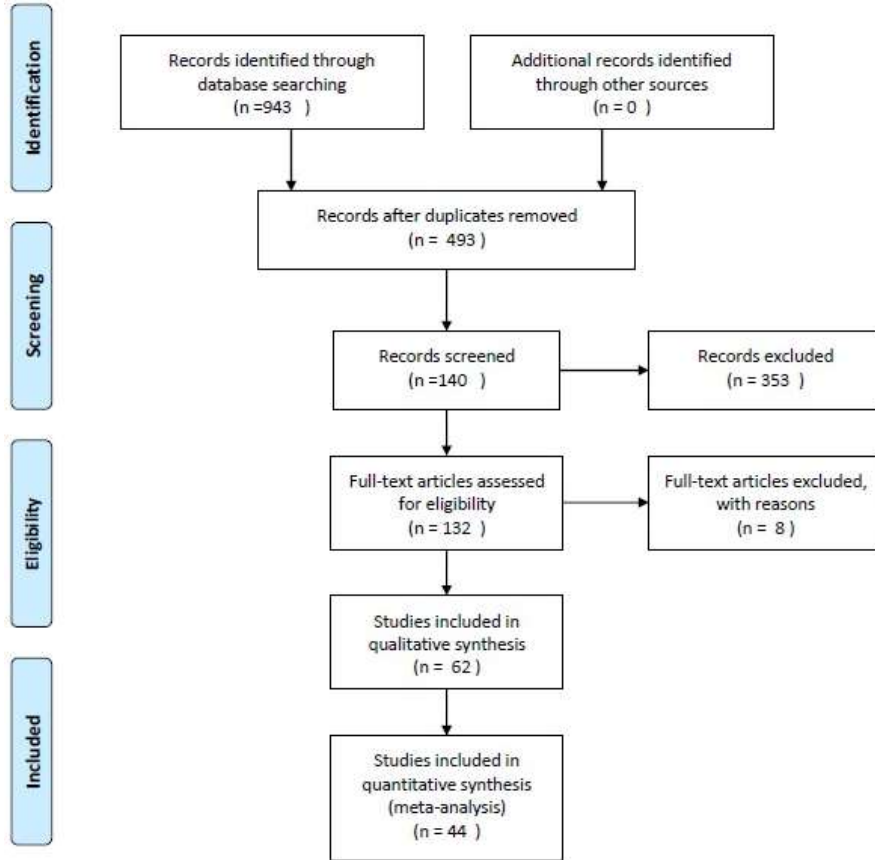 Identification
Records identified through
database searching
(n =943   )
Additional records identified
through other sources
(n = 0   )
Records after duplicates removed
(n =  493  )
Screening
Records screened
(n =140   )
Records excluded
(n = 353   )
Eligibility
Full-text articles assessed
for eligibility
(n = 132   )
Full-text articles excluded,
with reasons
(n =  8 )
Studies included in
qualitative synthesis
(n =  62  )
Included
Studies included in
quantitative synthesis
(meta-analysis)
(n = 44   )